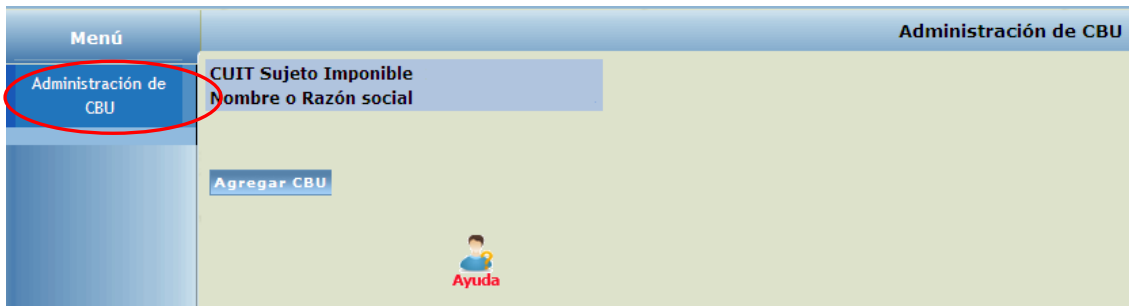 Menú
Administración de CBU
Administración de
CBU
CUIT Sujeto Imponible
Nombre o Razón social
Agregar CBU
Ayuda